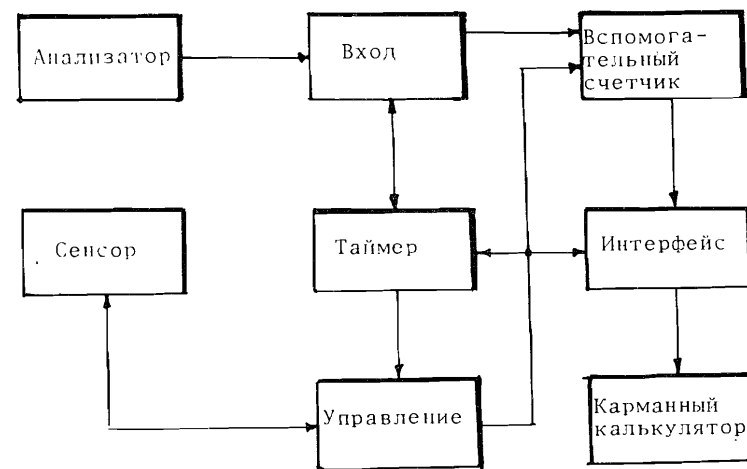 Анализатор
Вход
Вспомога-
тельный
счетчик
Сенсор
Таймер
Интерфейс
Управление
Карманный
калькулятор